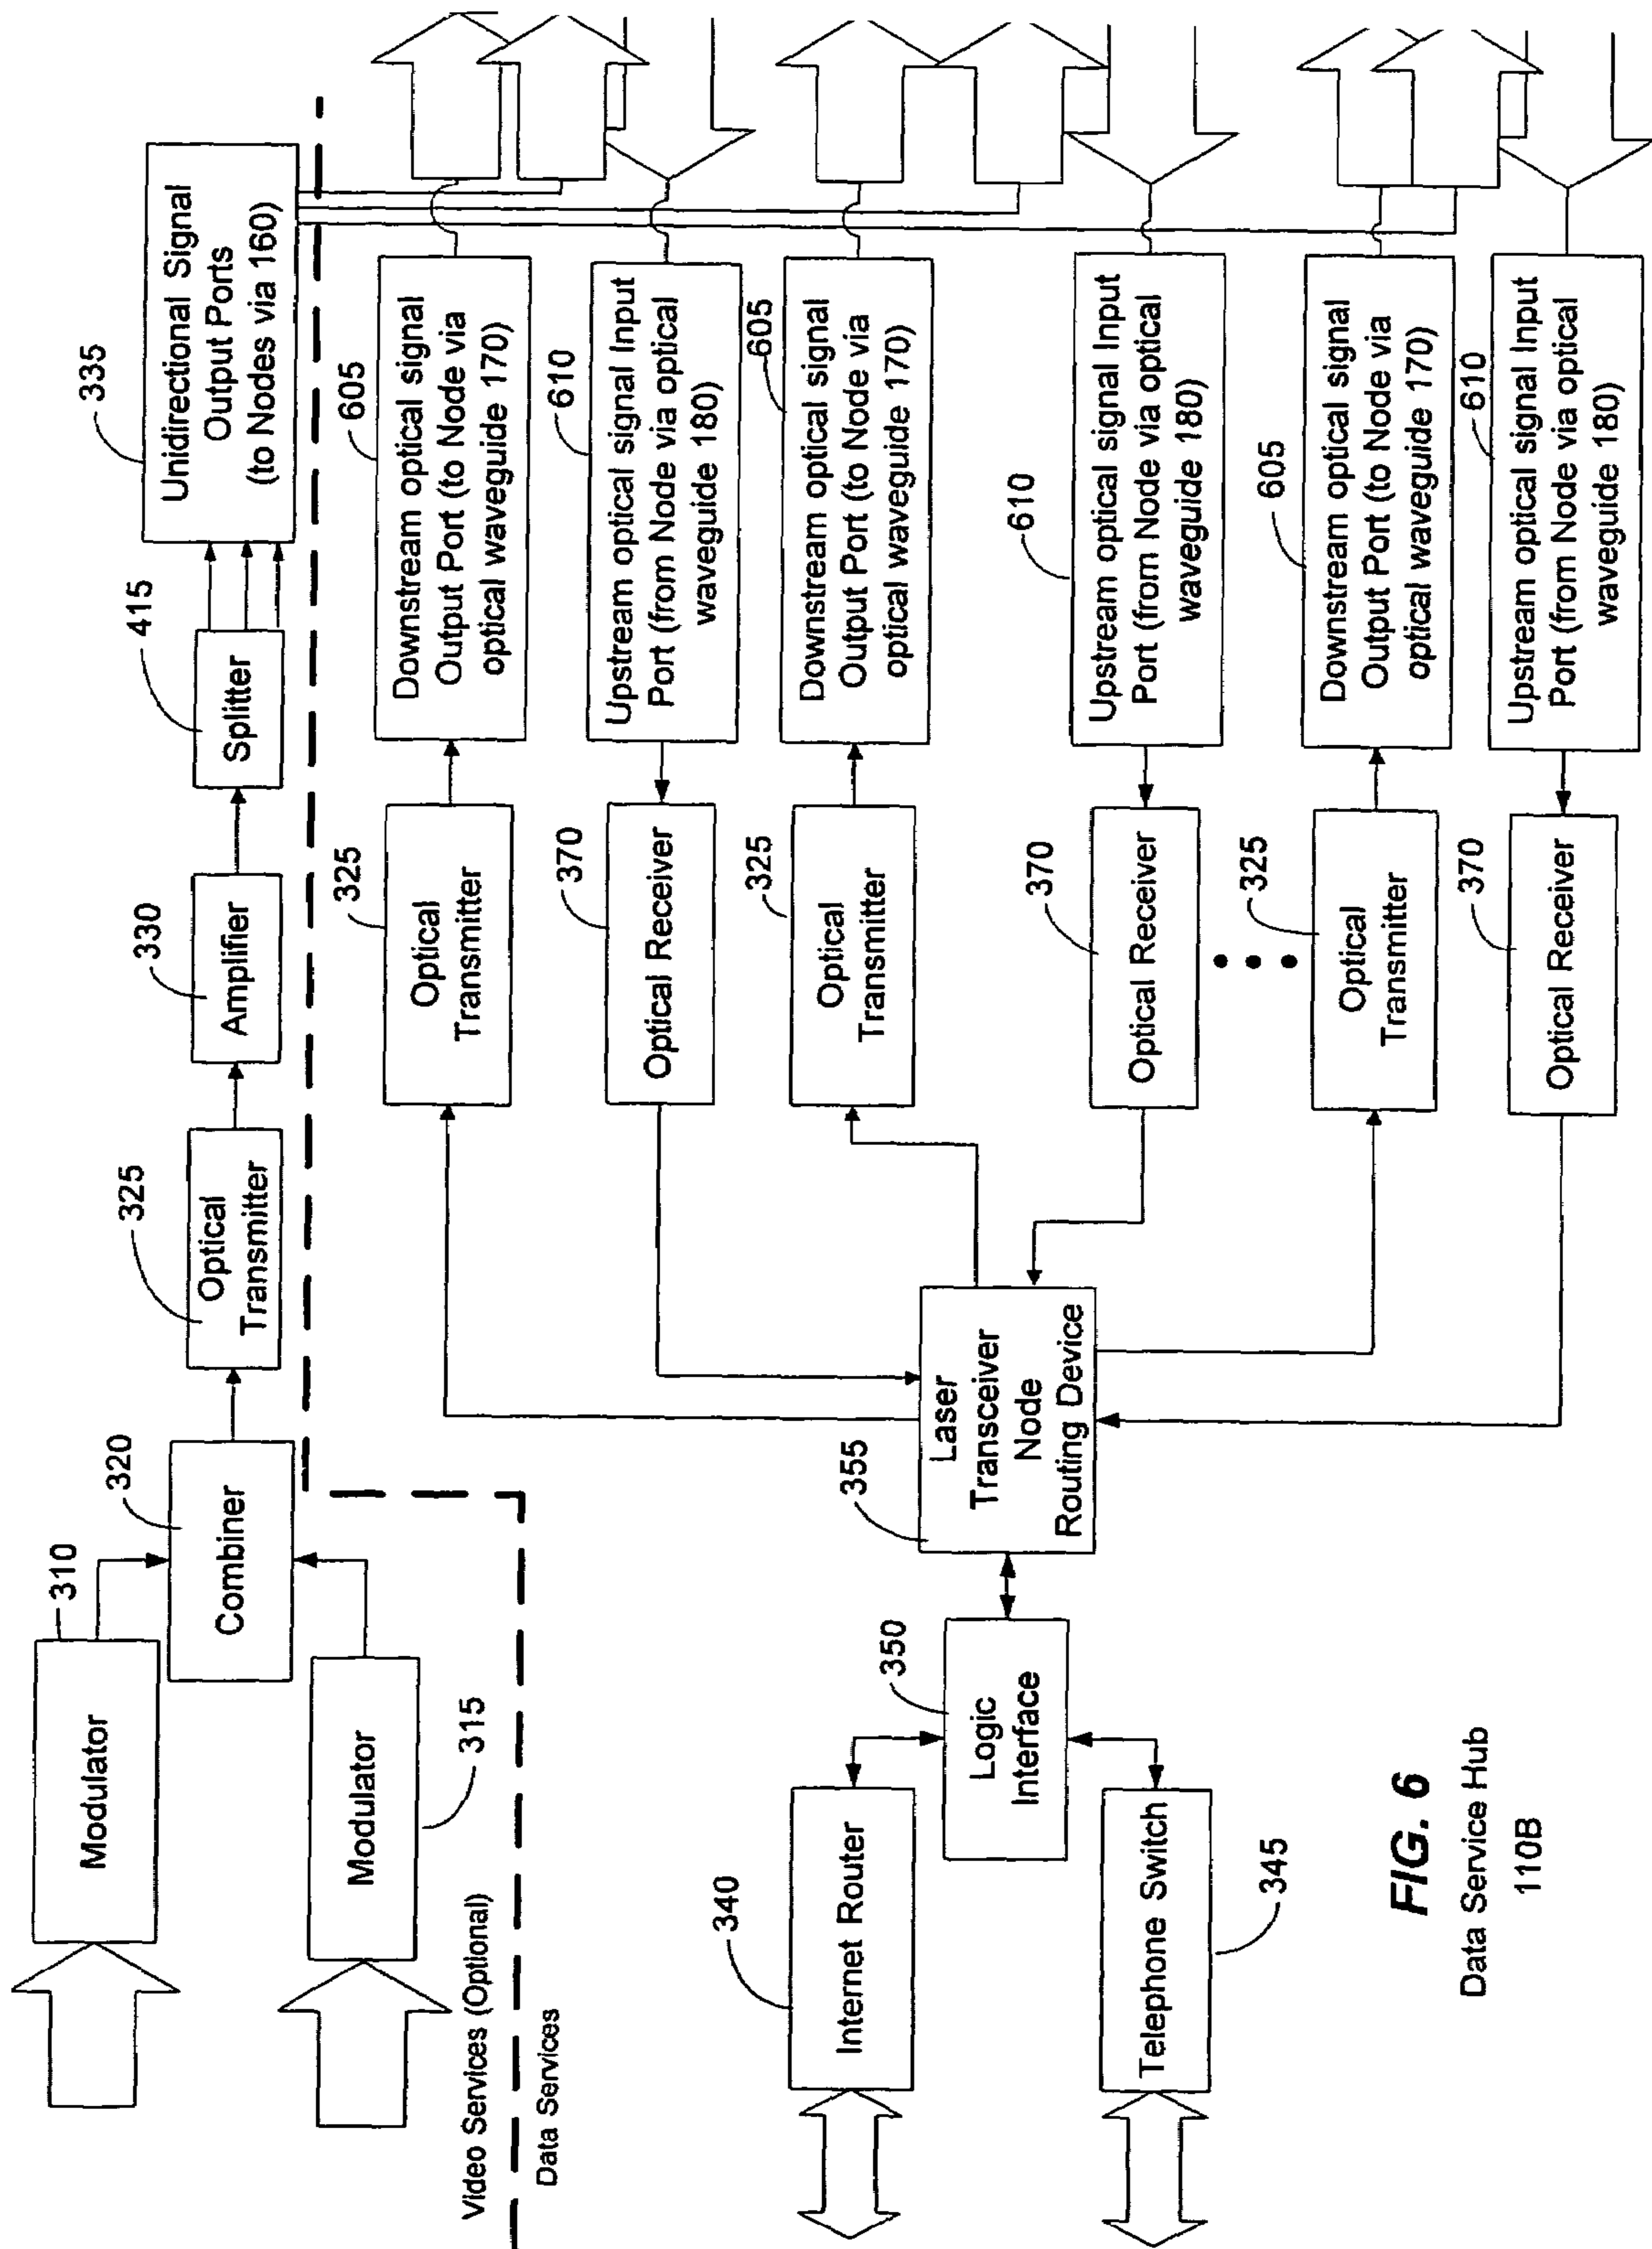 310
Modulator
320
Combiner
Modulator
315
325
Optical
Transmitter
330
Amplifier
415
Splitter
335
Unidirectional Signal
Output Ports
(to Nodes via 160)
Video Services (Optional)
Data Services
325
Optical
Transmitter
605
Downstream optical signal
Output Port (to Node via
optical waveguide 170)
370
Optical Receiver
610
Upstream optical signal Input
Port (from Node via optical
waveguide 180)
325
Optical
Transmitter
605
Downstream optical signal
Output Port (to Node via
optical waveguide 170)
340
Internet Router
350
Logic
Interface
355
Laser
Transceiver
Node
Routing Device
Telephone Switch
345
370
Optical Receiver
610
Upstream optical signal Input
Port (from Node via optical
waveguide 180)
325
Optical
Transmitter
605
Downstream optical signal
Output Port (to Node via
optical waveguide 170)
370
Optical Receiver
610
Upstream optical signal Input
Port (from Node via optical
waveguide 180)
FIG. 6
Data Service Hub
110B